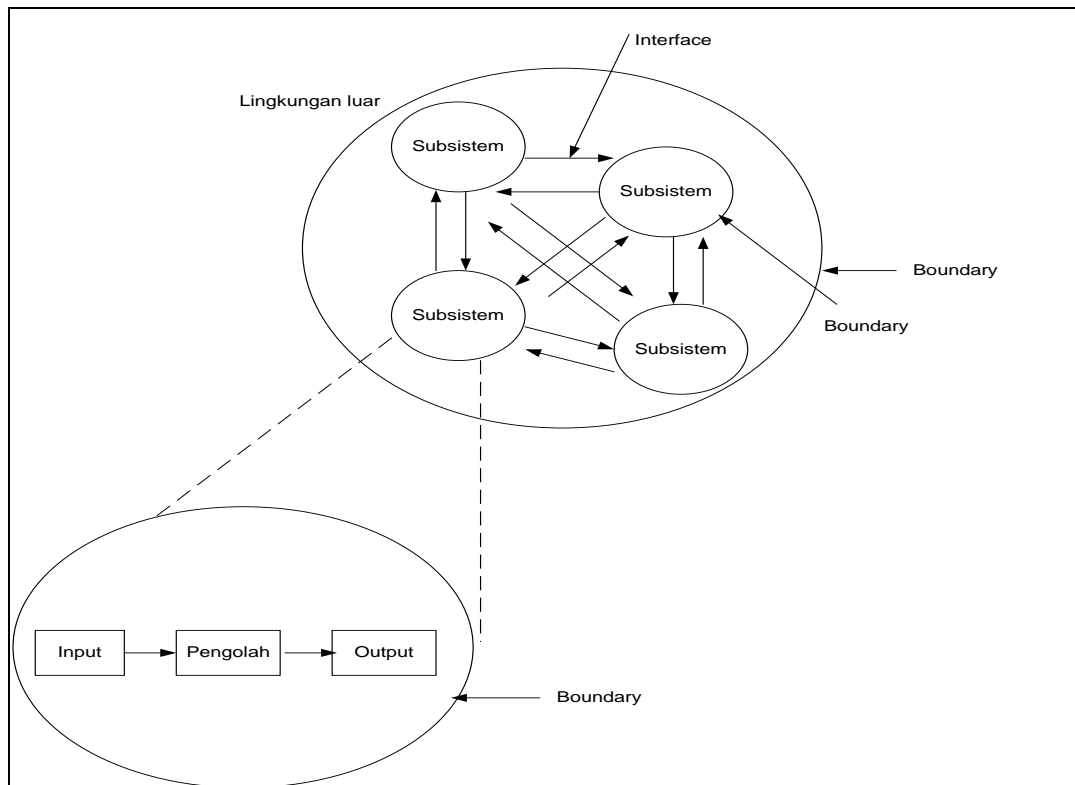 Interface
Lingkungan luar
Subsistem
Subsistem
Boundary
Subsistem
Boundary
Subsistem
Input
Pengolah
Output
Boundary